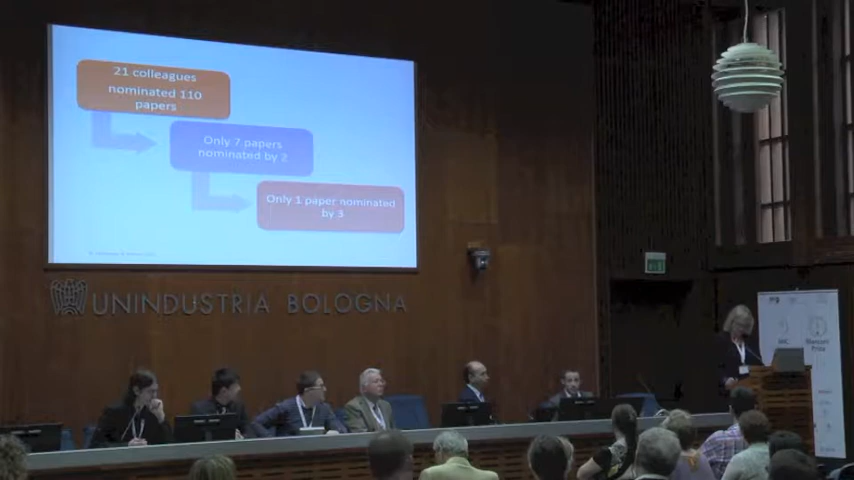 21 colleagues
nominated 110
papers
Only 7 papers
nominated by 2
Only 1 paper nominated
by 3
UNINDUSTRIA BOLOGNA